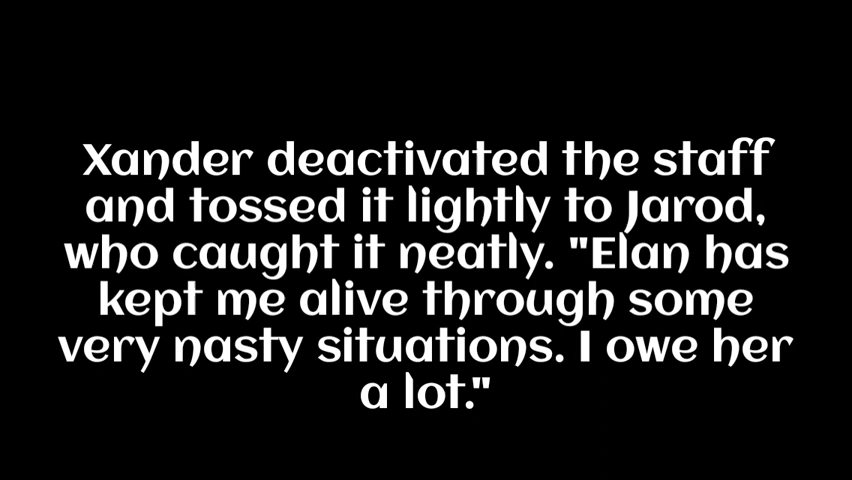 Xander deactivated the staff
and tossed it lightly to Jarod,
who caught it neatly. "Elan has
kept me alive through some
very nasty situations. I owe her
a lot."